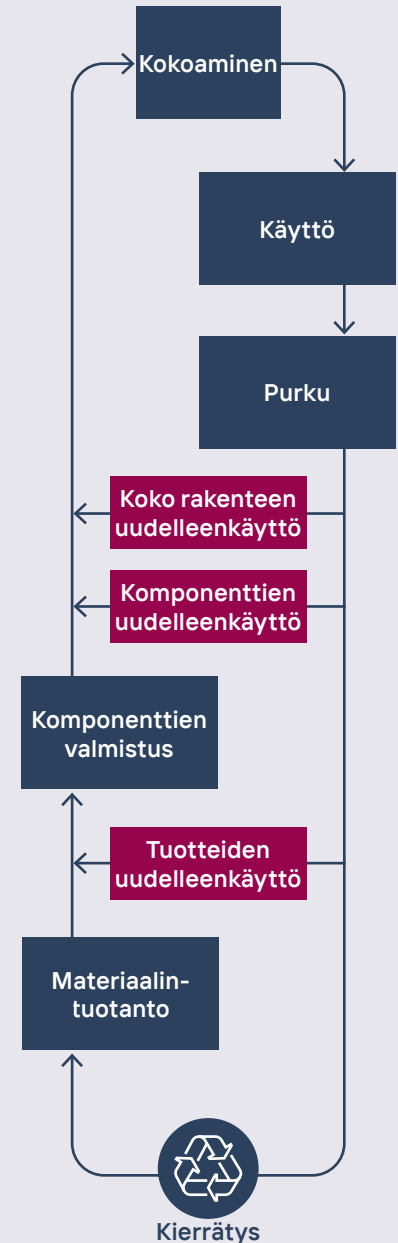 Kokoaminen
Käyttö
Purku
Koko rakenteen
uudelleenkäyttö
Komponenttien
uudelleenkäyttö
Komponenttien
valmistus
Tuotteiden
uudelleenkäyttö
Materiaalin-
tuotanto
Kierrätys